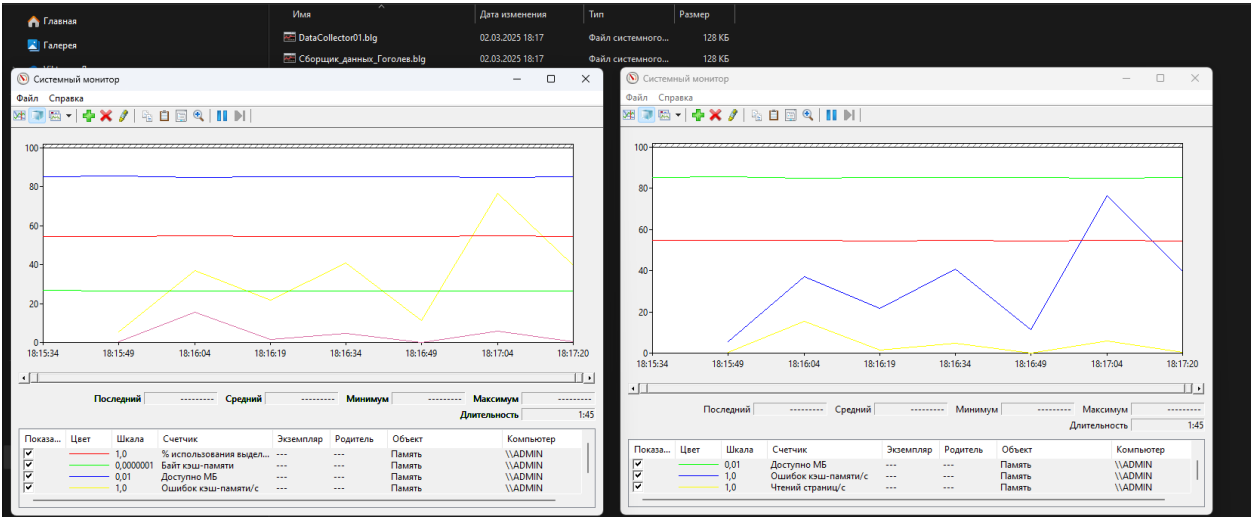 Главная
Галерея
Имя Дата изменения Тип Размер
DataCollector01.blg 02.03.2025 18:17 Файл системного... 128 КБ
Сборщик_данных_Гоголев.blg 02.03.2025 18:17 Файл системного... 128 КБ
Системный монитор
Файл Справка
100
80
60
40
20
0
18:15:34 18:15:49 18:16:04 18:16:19 18:16:34 18:16:49 18:17:04 18:17:20
Последний --------- Средний --------- Минимум --------- Максимум ---------
Длительность 1:45
Показа... Цвет Шкала Счетчик Экземпляр Родитель Объект Компьютер
1,0 % использования выдел... --- --- Память \\ADMIN
0,0000001 Байт кэш-памяти --- --- Память \\ADMIN
0,01 Доступно МБ --- --- Память \\ADMIN
1,0 Ошибок кэш-памяти/с --- --- Память \\ADMIN
Системный монитор
Файл Справка
100
80
60
40
20
0
18:15:34 18:15:49 18:16:04 18:16:19 18:16:34 18:16:49 18:17:04 18:17:20
Последний --------- Средний --------- Минимум --------- Максимум ---------
Длительность 1:45
Показа... Цвет Шкала Счетчик Экземпляр Родитель Объект Компьютер
0,01 Доступно МБ --- --- Память \\ADMIN
1,0 Ошибок кэш-памяти/с --- --- Память \\ADMIN
1,0 Чтений страниц/с --- --- Память \\ADMIN